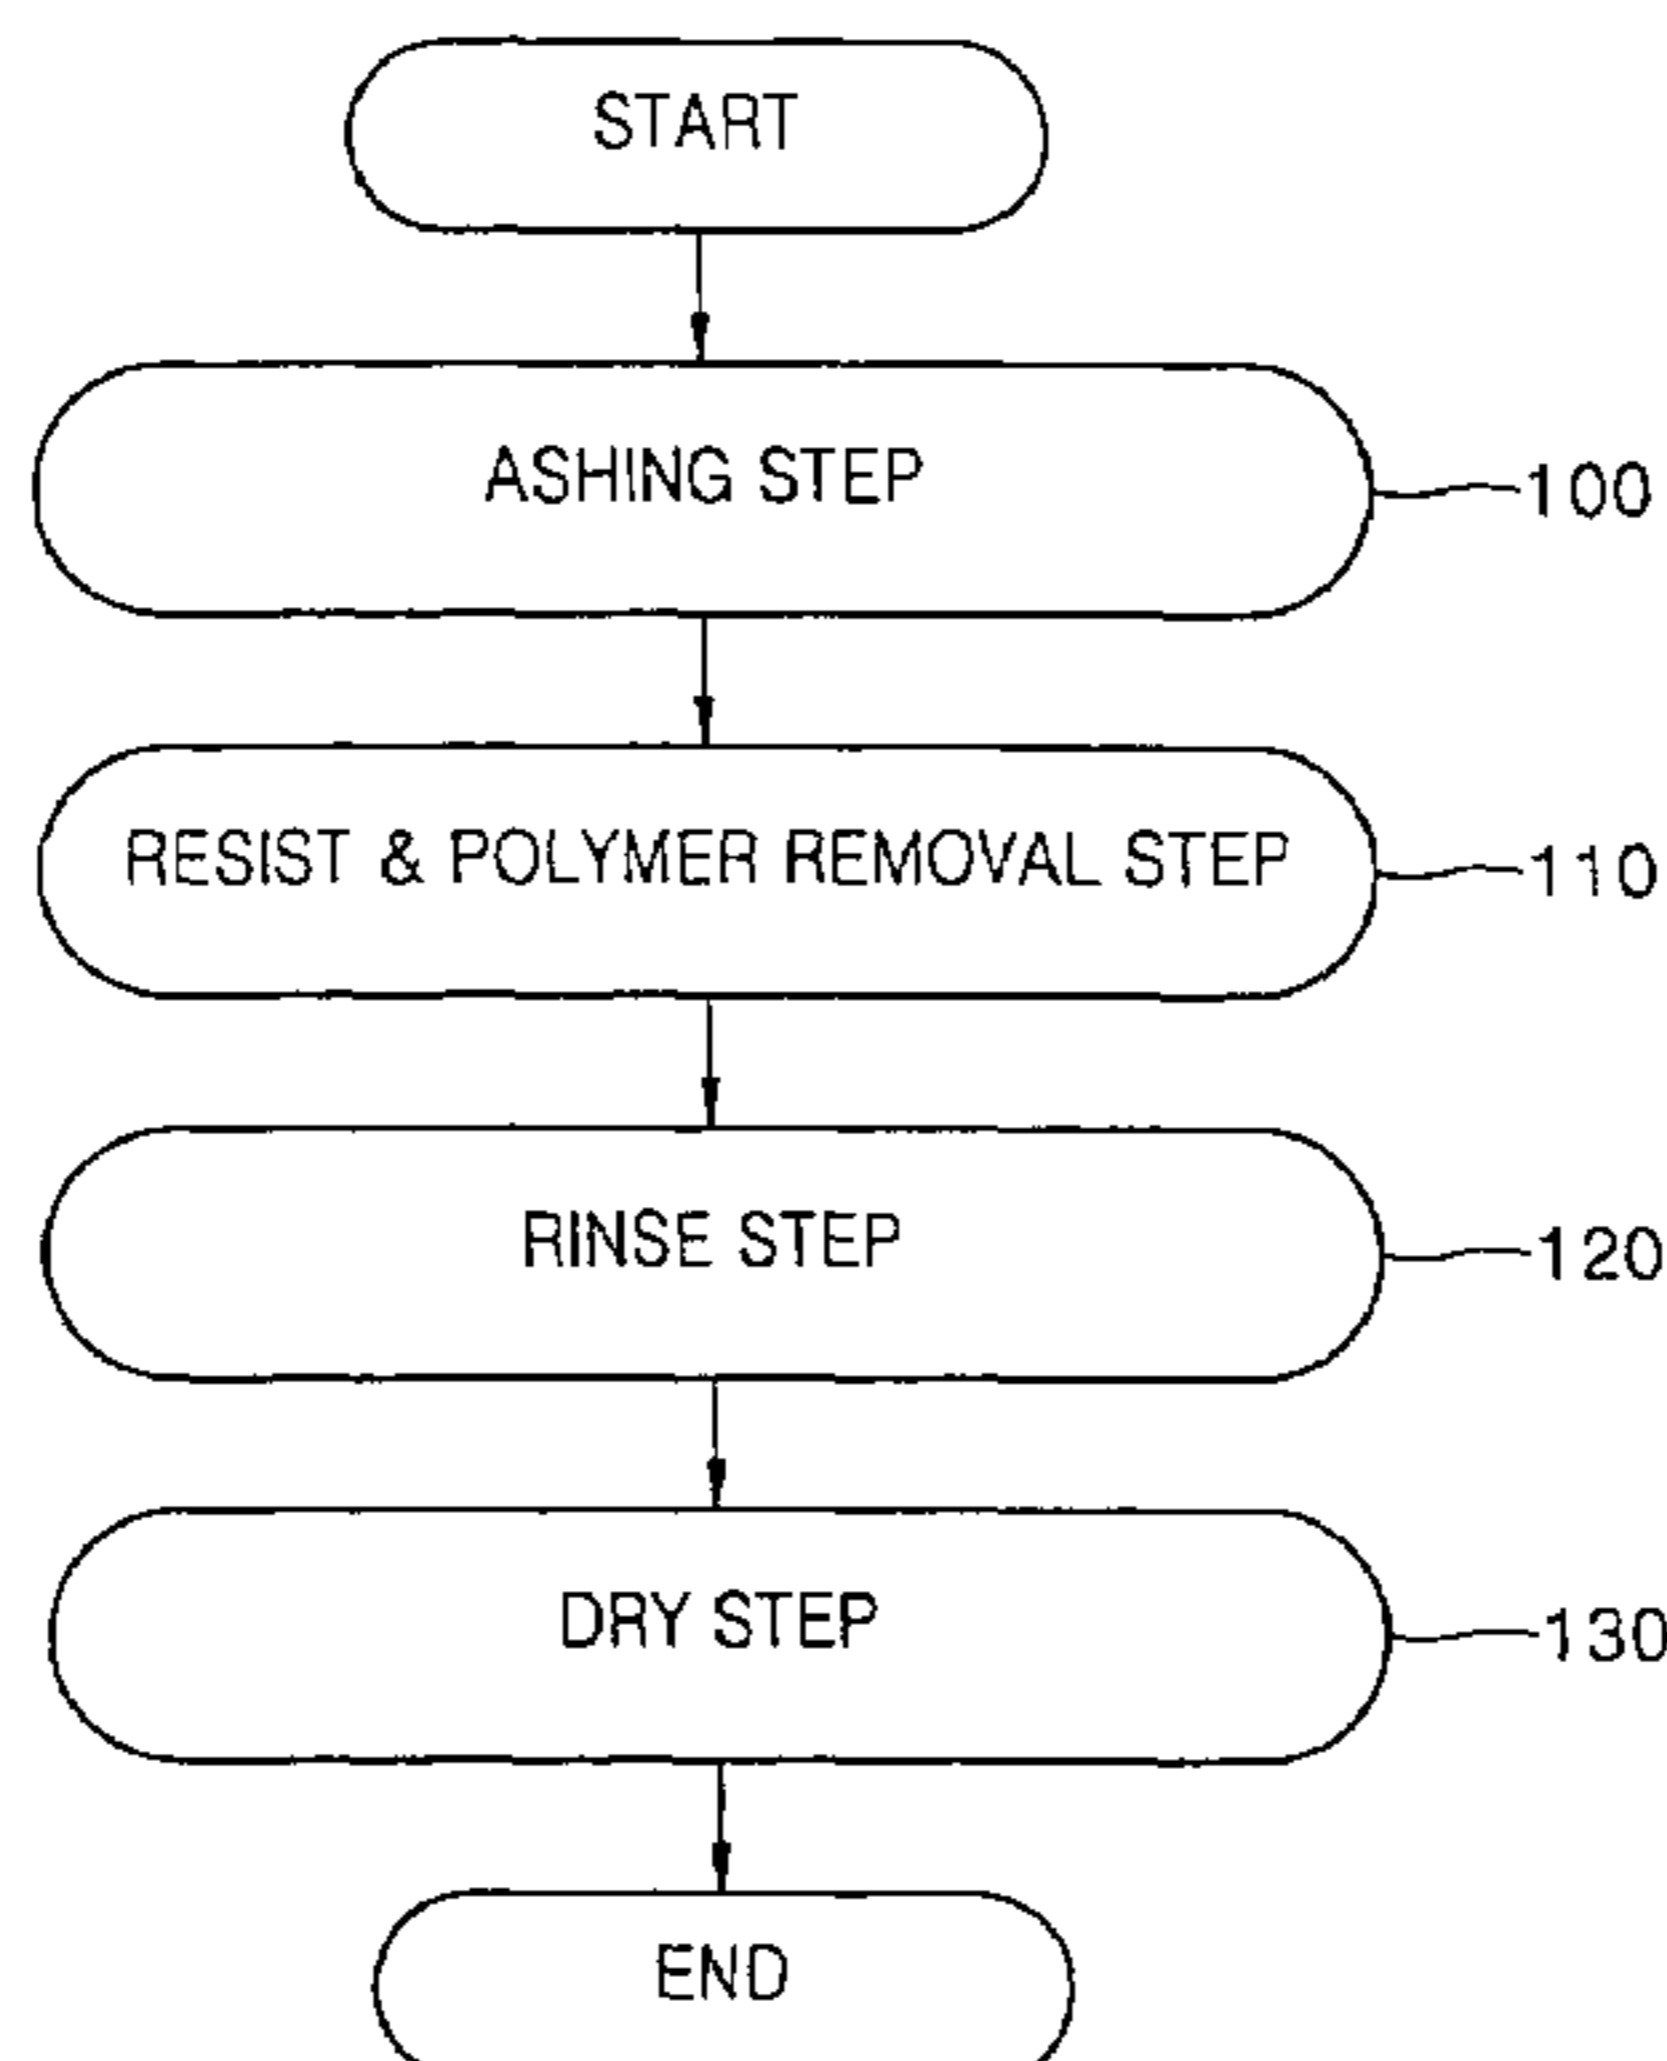 START
ASHING STEP
100
RESIST & POLYMER REMOVAL STEP
110
RINSE STEP
120
DRY STEP
130
END